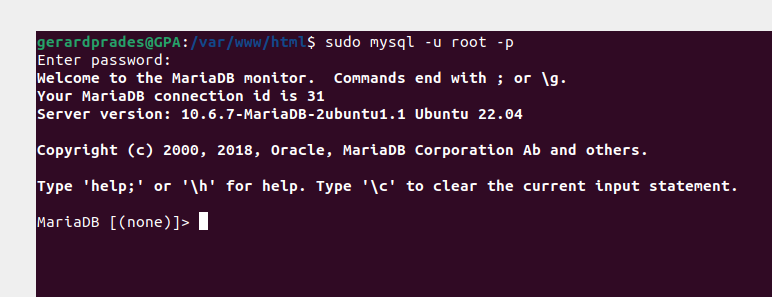 gerardprades@GPA:/var/www/html$ sudo mysql -u root -p
Enter password:
Welcome to the MariaDB monitor.  Commands end with ; or \g.
Your MariaDB connection id is 31
Server version: 10.6.7-MariaDB-2ubuntu1.1 Ubuntu 22.04
Copyright (c) 2000, 2018, Oracle, MariaDB Corporation Ab and others.
Type 'help;' or '\h' for help. Type '\c' to clear the current input statement.
MariaDB [(none)]>